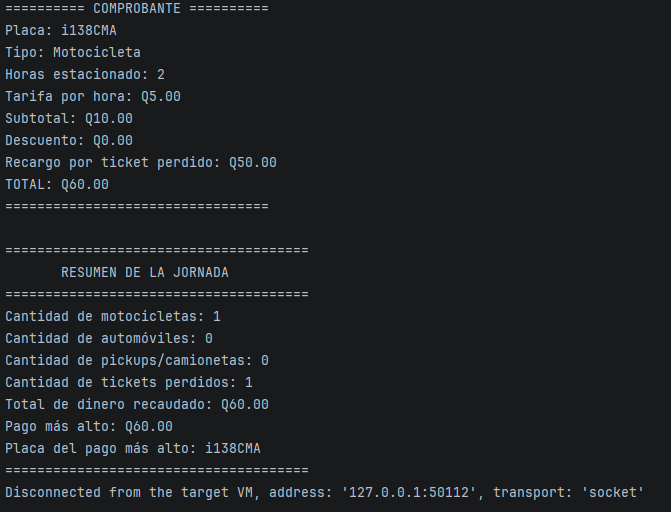 ========== COMPROBANTE ==========
Placa: i138CMA
Tipo: Motocicleta
Horas estacionado: 2
Tarifa por hora: Q5.00
Subtotal: Q10.00
Descuento: Q0.00
Recargo por ticket perdido: Q50.00
TOTAL: Q60.00
=================================
======================================
RESUMEN DE LA JORNADA
======================================
Cantidad de motocicletas: 1
Cantidad de automóviles: 0
Cantidad de pickups/camionetas: 0
Cantidad de tickets perdidos: 1
Total de dinero recaudado: Q60.00
Pago más alto: Q60.00
Placa del pago más alto: i138CMA
======================================
Disconnected from the target VM, address: '127.0.0.1:50112', transport: 'socket'